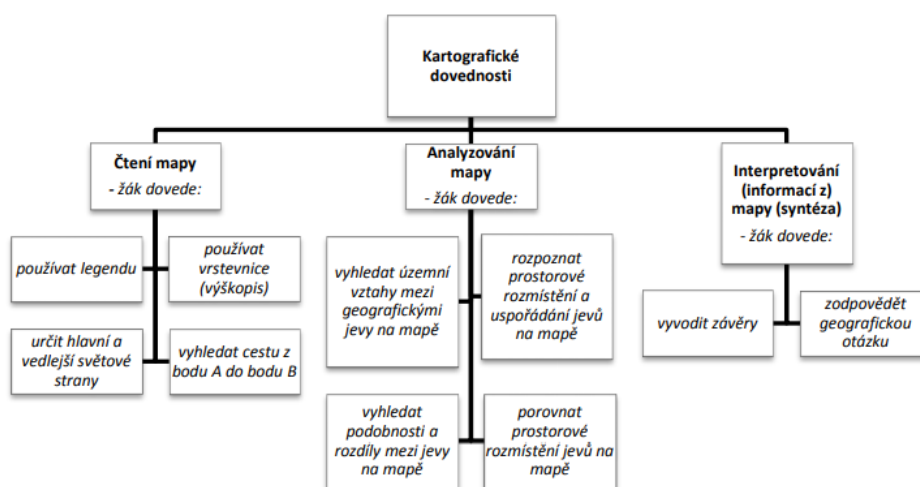 Kartografické
dovednosti
Čtení mapy
- žák dovede:
používat legendu
používat
vrstevnice
(výškopis)
určit hlavní a
vedlejší světové
strany
vyhledat cestu z
bodu A do bodu B
Analyzování
mapy
- žák dovede:
vyhledat územní
vztahy mezi
geografickými
jevy na mapě
rozpoznat
prostorové
rozmístění a
uspořádání jevů
na mapě
vyhledat
podobnosti a
rozdíly mezi jevy
na mapě
porovnat
prostorové
rozmístění jevů na
mapě
Interpretování
(informací z)
mapy (syntéza)
- žák dovede:
vyvodit závěry
zodpovědět
geografickou
otázku